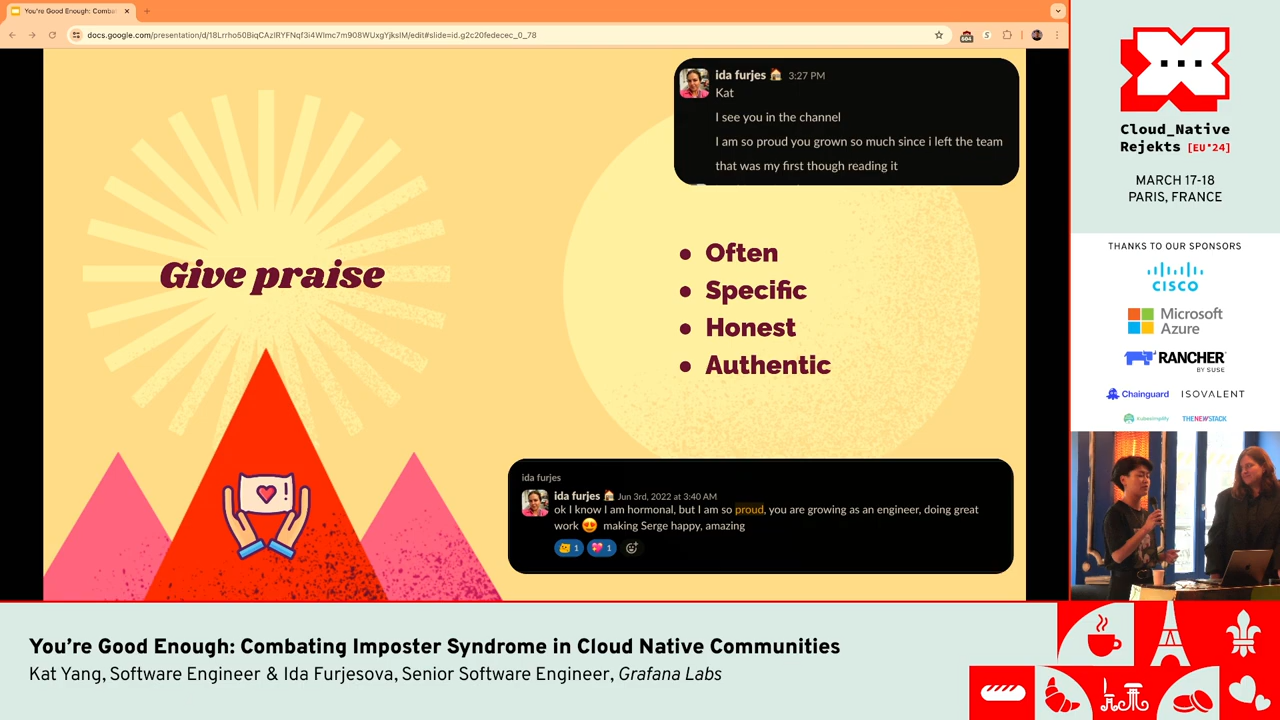 You're Good Enough: Comba
docs.google.com/presentation/d/18Lrrho50BiqCAzIRYFNqf3i4Wlmc7m908WUxgYjksIM/edit#slide=id.g2c20fedecec_0_78
604
ida furjes 3:27 PM
Kat
I see you in the channel
I am so proud you grown so much since i left the team
that was my first though reading it
Give praise
Often
Specific
Honest
Authentic
ida furjes
ida furjes Jun 3rd, 2022 at 3:40 AM
ok I know I am hormonal, but I am so proud, you are growing as an engineer, doing great
work 😍 making Serge happy, amazing
1 1
Cloud_Native
Rejekts [EU*24]
MARCH 17-18
PARIS, FRANCE
THANKS TO OUR SPONSORS
CISCO
Microsoft
Azure
RANCHER
BY SUSE
Chainguard ISOVALENT
kubesimplify THENEWSTACK
You're Good Enough: Combating Imposter Syndrome in Cloud Native Communities
Kat Yang, Software Engineer & Ida Furjesova, Senior Software Engineer, Grafana Labs